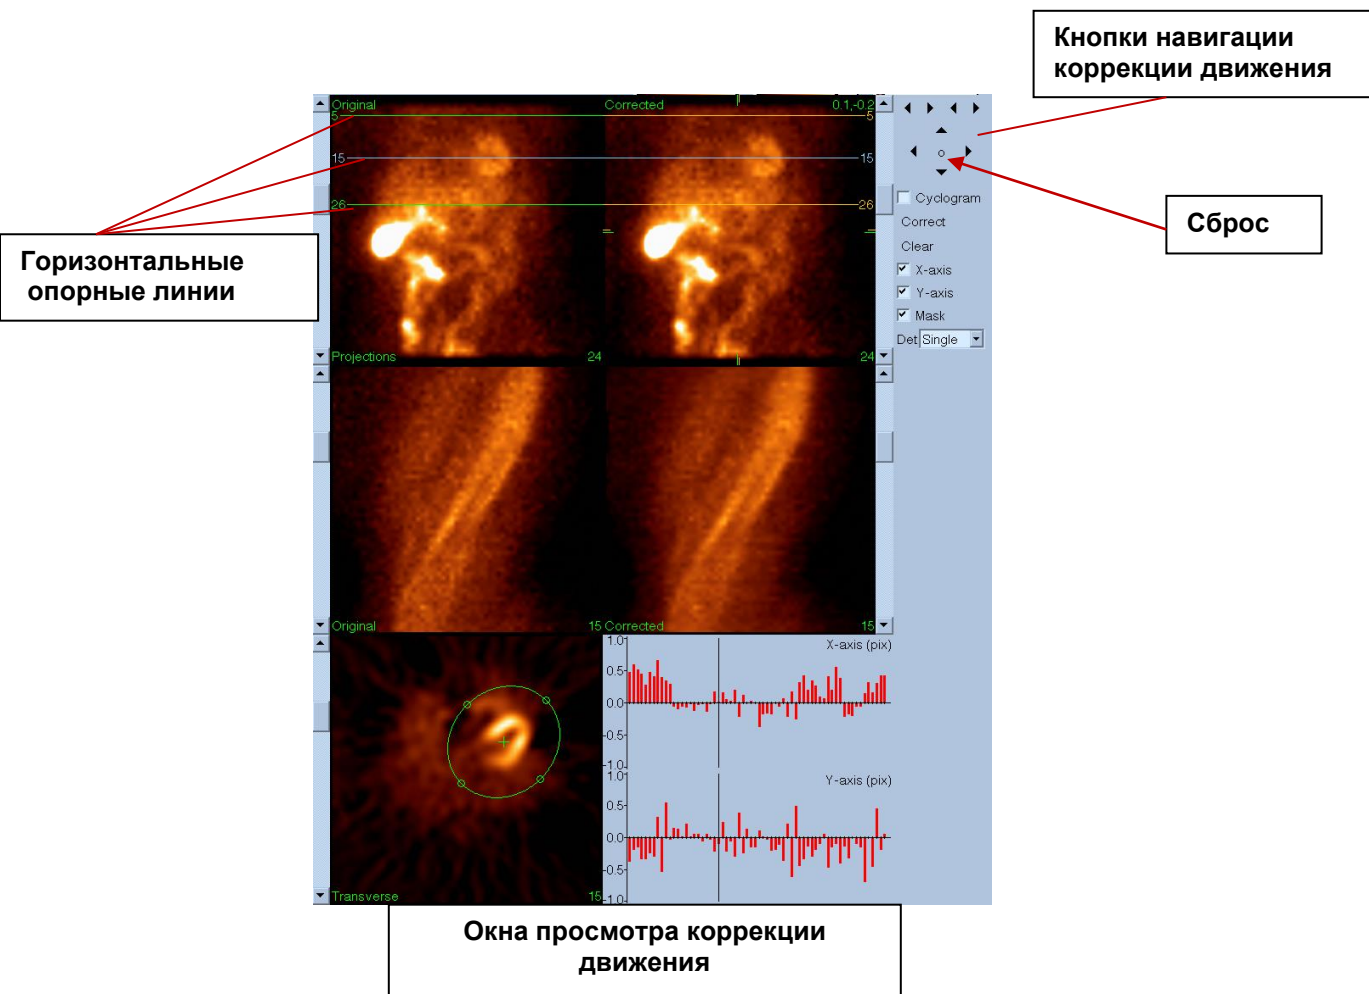 Кнопки навигации
коррекции движения
Original
Corrected
0.1,-0.2
5
5
15
15
26
26
Cyclogram
Correct
Clear
X-axis
Y-axis
Mask
Det Single
Сброс
Горизонтальные
опорные линии
Projections
24
24
Original
15
Corrected
15
1.0
X-axis (pix)
0.5
0.0
-0.5
-1.0
1.0
Y-axis (pix)
0.5
0.0
-0.5
-1.0
Transverse
15
Окна просмотра коррекции
движения